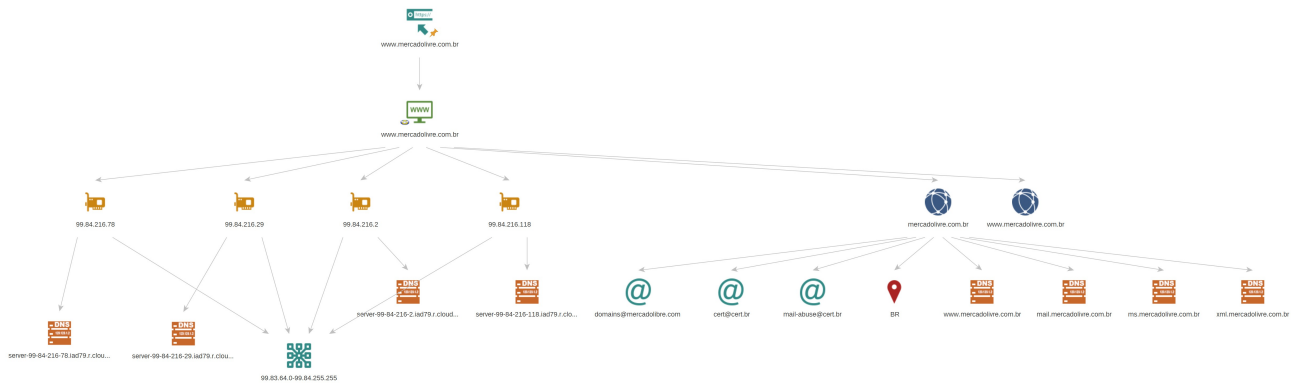 www.mercadolivre.com.br
WWW
www.mercadolivre.com.br
99.84.216.78
99.84.216.29
99.84.216.2
99.84.216.118
mercadolivre.com.br
www.mercadolivre.com.br
DNS
DNS
@
@
@
DNS
DNS
DNS
DNS
server-99-84-216-2.iad79.r.cloud...
server-99-84-216-118.iad79.r.clo...
domains@mercadolibre.com
cert@cert.br
mail-abuse@cert.br
BR
www.mercadolivre.com.br
mail.mercadolivre.com.br
ms.mercadolivre.com.br
xml.mercadolivre.com.br
DNS
DNS
server-99-84-216-78.iad79.r.clou...
server-99-84-216-29.iad79.r.clou...
99.83.64.0-99.84.255.255